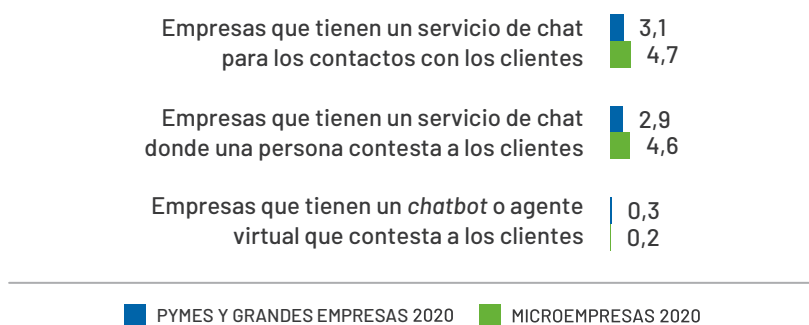 Empresas que tienen un servicio de chat
para los contactos con los clientes
3,1
4,7
Empresas que tienen un servicio de chat
donde una persona contesta a los clientes
2,9
4,6
Empresas que tienen un chatbot o agente
virtual que contesta a los clientes
0,3
0,2
PYMES Y GRANDES EMPRESAS 2020 MICROEMPRESAS 2020